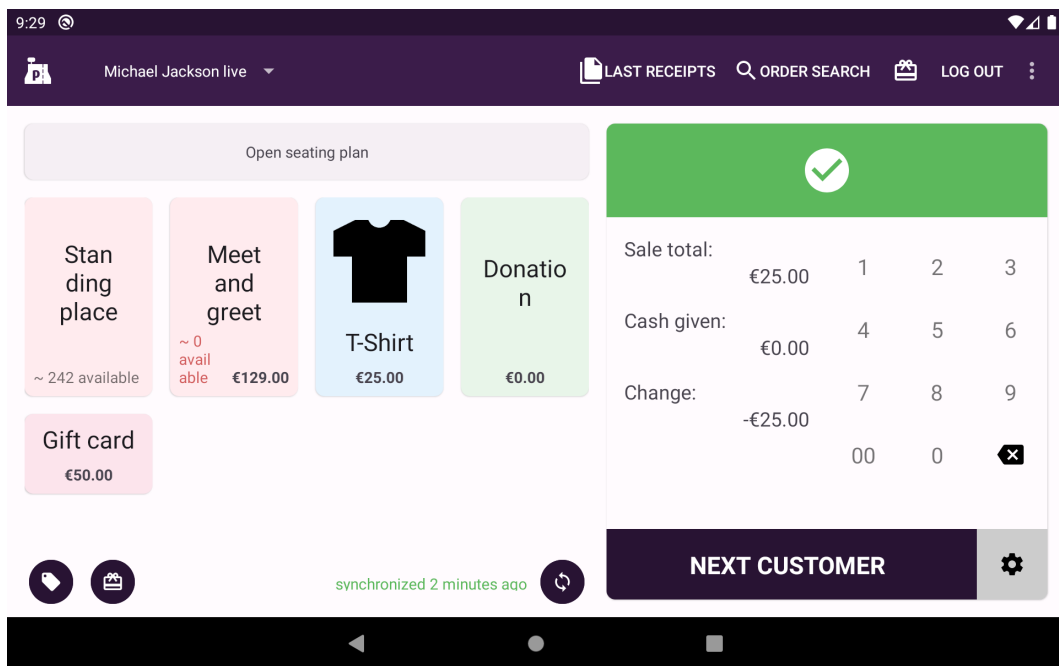 9:29
Michael Jackson live
LAST RECEIPTS
ORDER SEARCH
LOG OUT
Open seating plan
Stan
ding
place
~ 242 available
Meet
and
greet
~ 0
avail
able
€129.00
T-Shirt
€25.00
Donatio
n
€0.00
Gift card
€50.00
synchronized 2 minutes ago
Sale total:
€25.00
Cash given:
€0.00
Change:
-€25.00
1 2 3
4 5 6
7 8 9
00 0
NEXT CUSTOMER